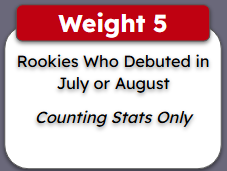 Weight 5
Rookies Who Debuted in
July or August
Counting Stats Only